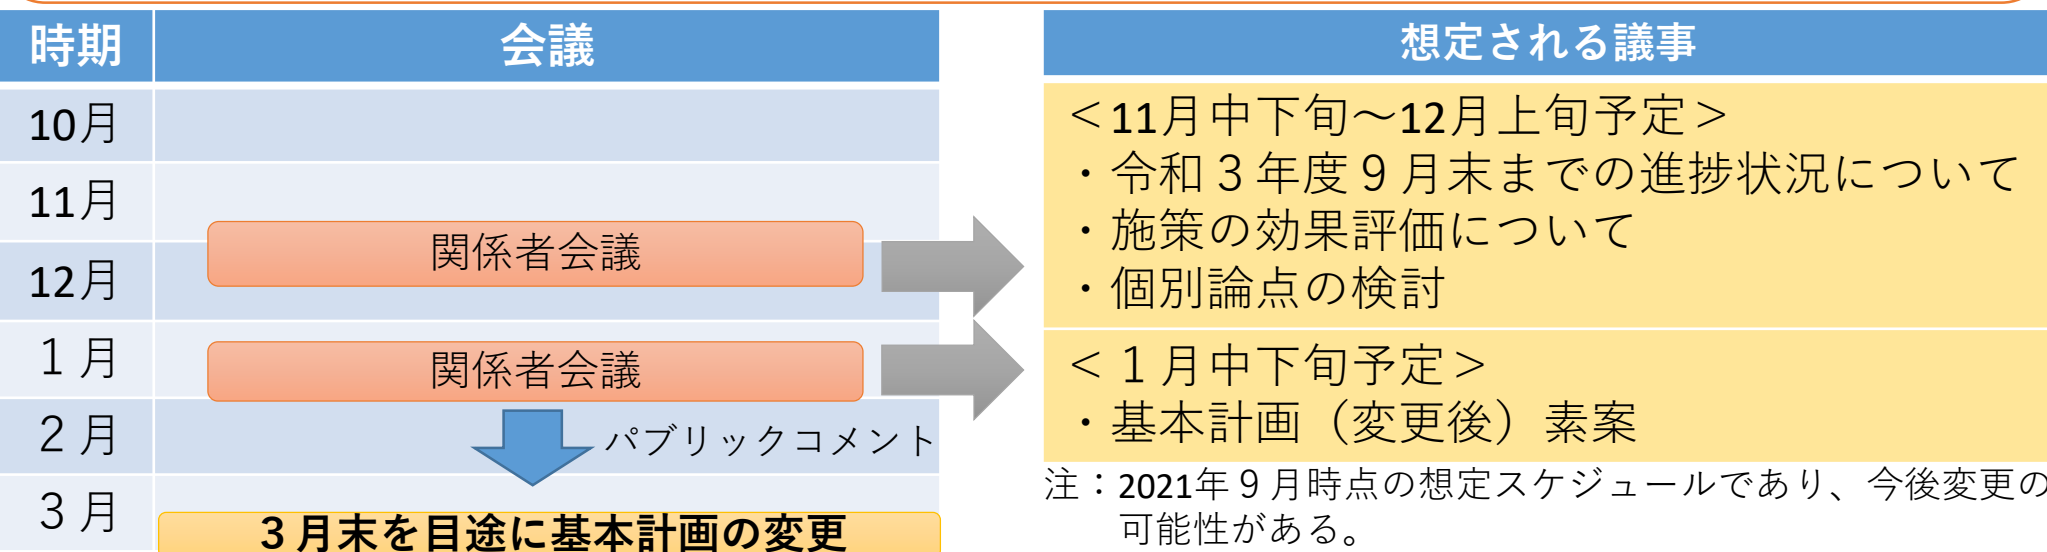 時期
会議
10月
11月
12月
関係者会議
１月
関係者会議
２月
パブリックコメント
３月
３月末を目途に基本計画の変更
想定される議事
＜11月中下旬～12月上旬予定＞
・令和３年度９月末までの進捗状況について
・施策の効果評価について
・個別論点の検討
＜１月中下旬予定＞
・基本計画（変更後）素案
注：2021年９月時点の想定スケジュールであり、今後変更の
可能性がある。